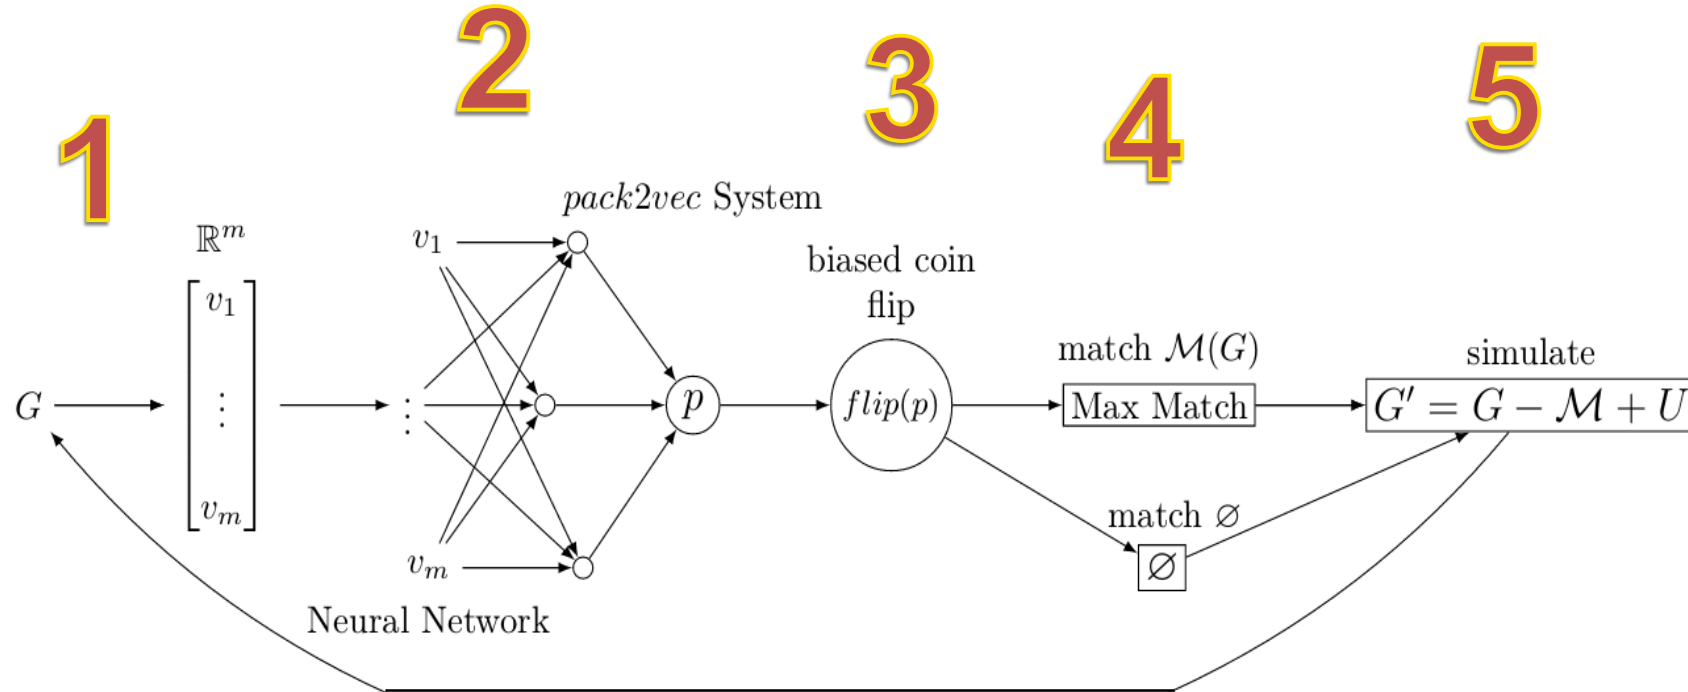 1
2
3
4
5
pack2vec System
ℝᵐ
v₁
⋮
vₘ
G
v₁
⋮
vₘ
Neural Network
p
biased coin
flip
flip(p)
match ℳ(G)
Max Match
match ∅
∅
simulate
G′ = G − ℳ + U